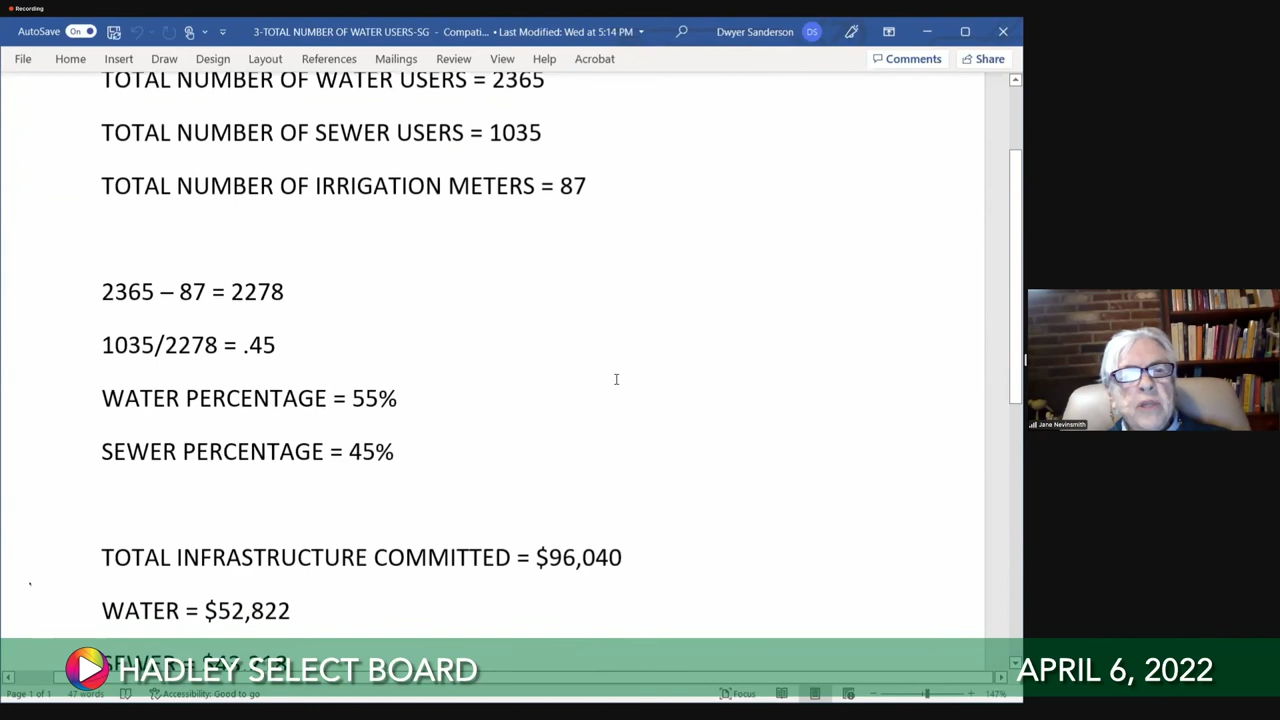 Recording
AutoSave On 3-TOTAL NUMBER OF WATER USERS-SG - Compati... • Last Modified: Wed at 5:14 PM Dwyer Sanderson DS
File Home Insert Draw Design Layout References Mailings Review View Help Acrobat Comments Share
TOTAL NUMBER OF WATER USERS = 2365
TOTAL NUMBER OF SEWER USERS = 1035
TOTAL NUMBER OF IRRIGATION METERS = 87
2365 – 87 = 2278
1035/2278 = .45
WATER PERCENTAGE = 55%
SEWER PERCENTAGE = 45%
Jane Nevinsmith
TOTAL INFRASTRUCTURE COMMITTED = $96,040
WATER = $52,822
SEWER =
HADLEY SELECT BOARD
APRIL 6, 2022
Page 1 of 1 47 words Accessibility: Good to go Focus 147%